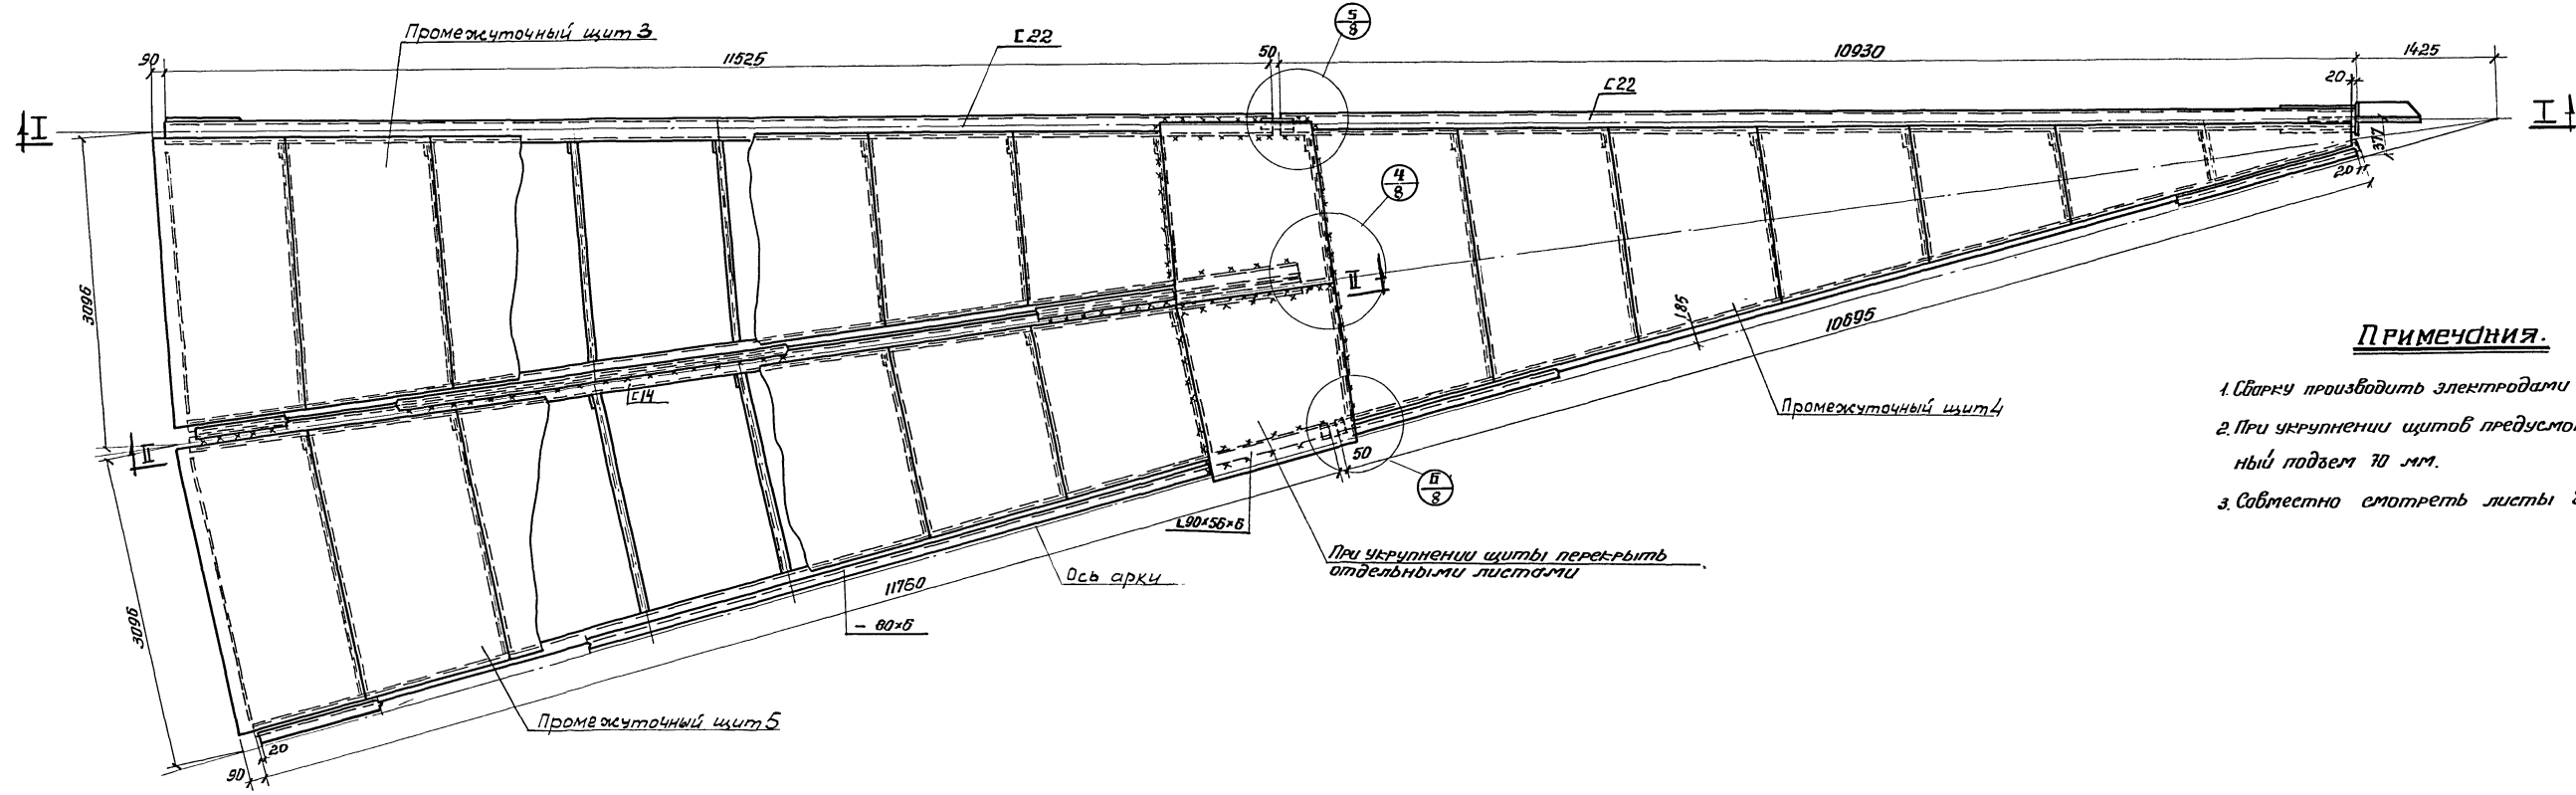 Промежуточный щит 3
[22
5
8
90
11525
50
10930
1425
[22
20
I
I
377
4
8
20
3096
II
185
10695
Примечания.
1. Сварку производить электродами
[14
Промежуточный щит 4
2. При укрупнении щитов
ный подъем 70 мм.
II
50
6
8
3. Совместно смотреть листы
L90×56×6
При укрупнении щиты перекрыть
отдельными листами
Ось арки
11760
3096
- 80×6
Промежуточный щит 5
20
90